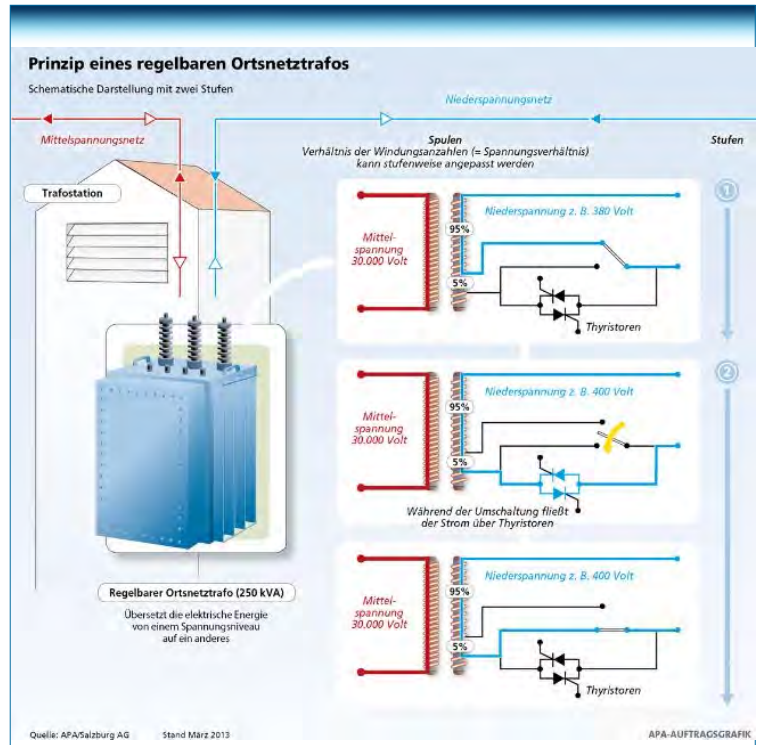 Prinzip eines regelbaren Ortsnetztrafos
Schematische Darstellung mit zwei Stufen
Niederspannungsnetz
Mittelspannungsnetz
Spulen
Verhältnis der Windungsanzahlen (= Spannungsverhältnis)
kann stufenweise angepasst werden
Stufen
Trafostation
1
Mittel-
spannung
30.000 Volt
95%
5%
Niederspannung z. B. 380 Volt
Thyristoren
2
Mittel-
spannung
30.000 Volt
95%
5%
Niederspannung z. B. 400 Volt
Während der Umschaltung fließt
der Strom über Thyristoren
Mittel-
spannung
30.000 Volt
95%
5%
Niederspannung z. B. 400 Volt
Thyristoren
Regelbarer Ortsnetztrafo (250 kVA)
Übersetzt die elektrische Energie
von einem Spannungsniveau
auf ein anderes
Quelle: APA/Salzburg AG Stand März 2013
APA-AUFTRAGSGRAFIK